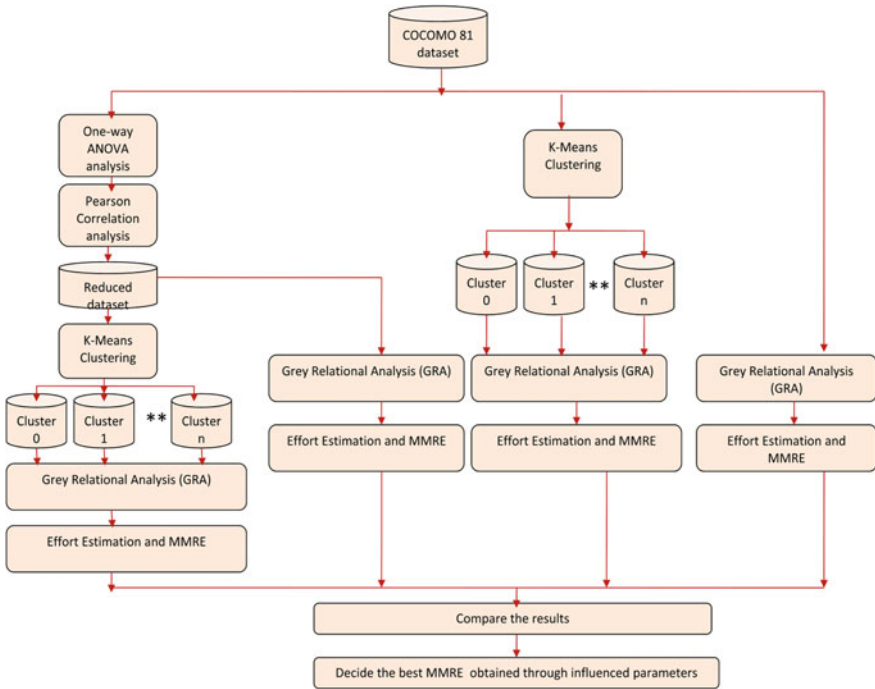 COCOMO 81
dataset
One-way
ANOVA
analysis
Pearson
Correlation
analysis
Reduced
dataset
K-Means
Clustering
Cluster
0
Cluster
1
**
Cluster
n
Grey Relational Analysis (GRA)
Effort Estimation and MMRE
Grey Relational Analysis (GRA)
Effort Estimation and MMRE
K-Means
Clustering
Cluster
0
Cluster
1
**
Cluster
n
Grey Relational Analysis (GRA)
Effort Estimation and MMRE
Grey Relational Analysis
(GRA)
Effort Estimation and
MMRE
Compare the results
Decide the best MMRE obtained through influenced parameters